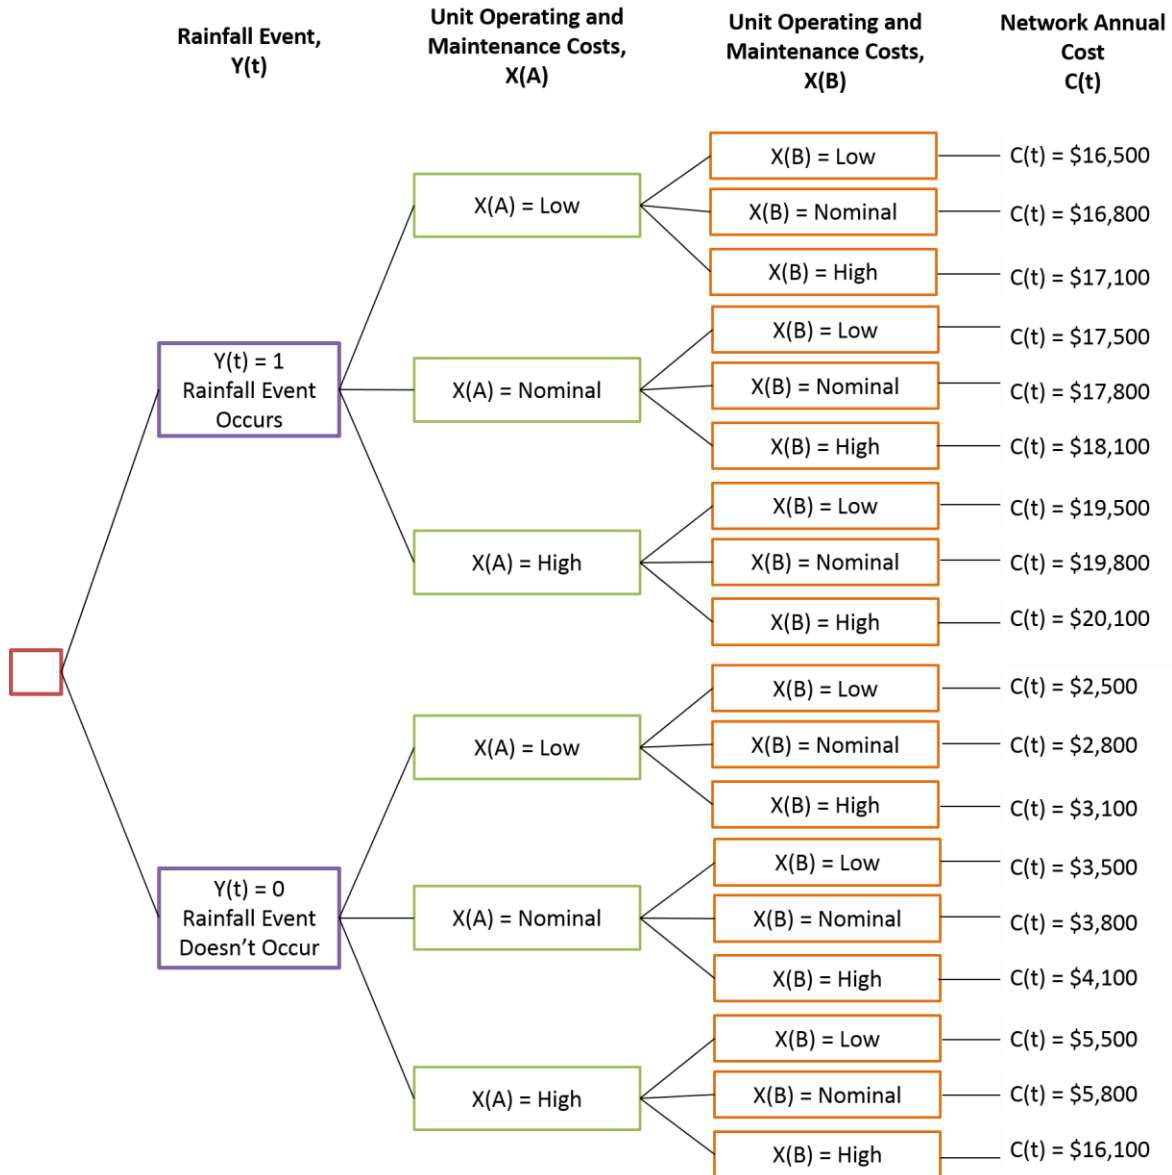 Rainfall Event,
Y(t)
Unit Operating and
Maintenance Costs,
X(A)
Unit Operating and
Maintenance Costs,
X(B)
Network Annual
Cost
C(t)
Y(t) = 1
Rainfall Event
Occurs
X(A) = Low
X(B) = Low
C(t) = $16,500
X(B) = Nominal
C(t) = $16,800
X(B) = High
C(t) = $17,100
X(A) = Nominal
X(B) = Low
C(t) = $17,500
X(B) = Nominal
C(t) = $17,800
X(B) = High
C(t) = $18,100
X(A) = High
X(B) = Low
C(t) = $19,500
X(B) = Nominal
C(t) = $19,800
X(B) = High
C(t) = $20,100
Y(t) = 0
Rainfall Event
Doesn’t Occur
X(A) = Low
X(B) = Low
C(t) = $2,500
X(B) = Nominal
C(t) = $2,800
X(B) = High
C(t) = $3,100
X(A) = Nominal
X(B) = Low
C(t) = $3,500
X(B) = Nominal
C(t) = $3,800
X(B) = High
C(t) = $4,100
X(A) = High
X(B) = Low
C(t) = $5,500
X(B) = Nominal
C(t) = $5,800
X(B) = High
C(t) = $16,100